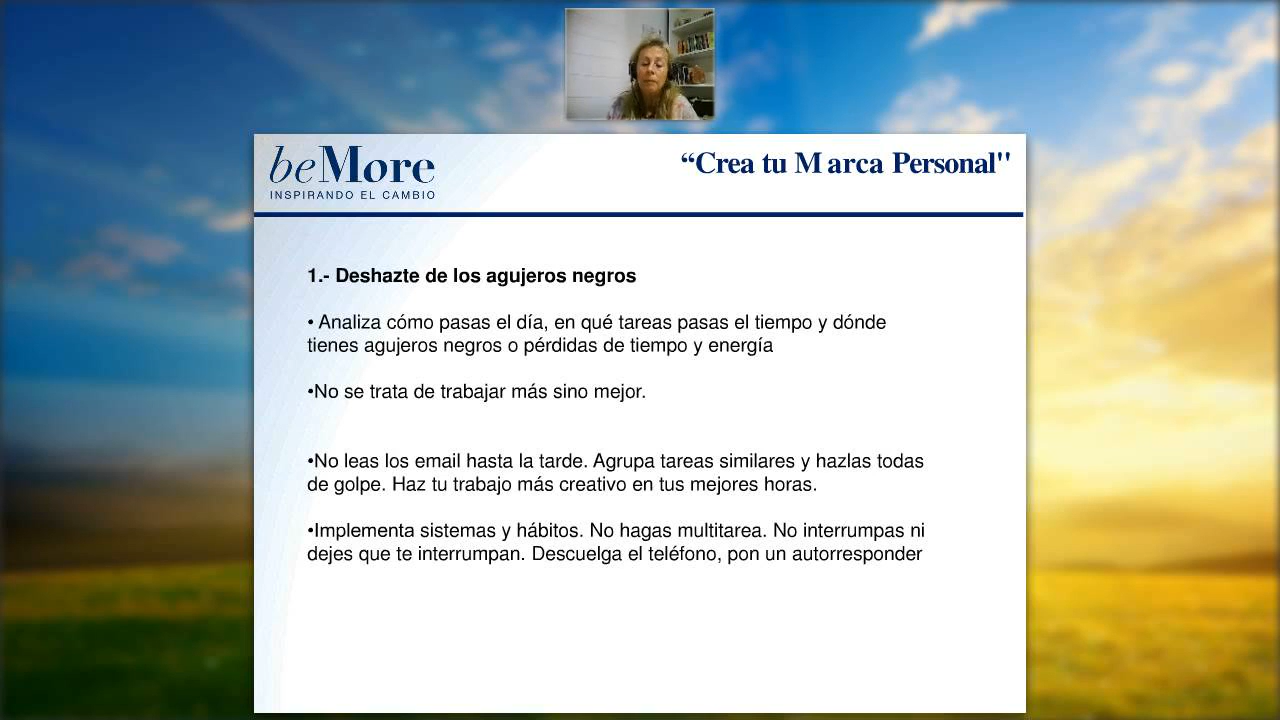 beMore
INSPIRANDO EL CAMBIO
“Crea tu Marca Personal"
1.- Deshazte de los agujeros negros
• Analiza cómo pasas el día, en qué tareas pasas el tiempo y dónde
tienes agujeros negros o pérdidas de tiempo y energía
•No se trata de trabajar más sino mejor.
•No leas los email hasta la tarde. Agrupa tareas similares y hazlas todas
de golpe. Haz tu trabajo más creativo en tus mejores horas.
•Implementa sistemas y hábitos. No hagas multitarea. No interrumpas ni
dejes que te interrumpan. Descuelga el teléfono, pon un autorresponder